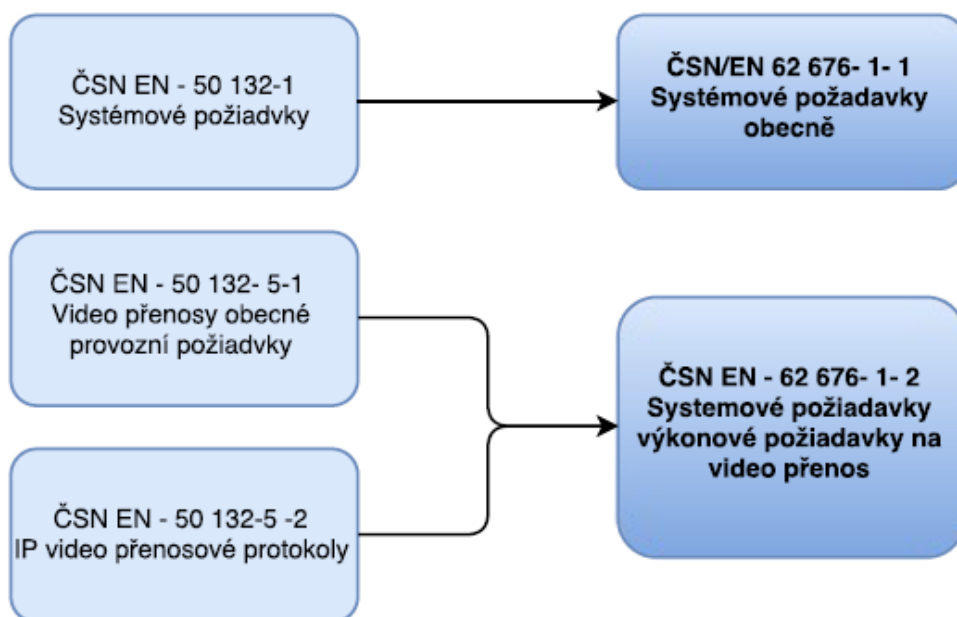 ČSN EN - 50 132-1
Systémové požiadvky
ČSN/EN 62 676- 1- 1
Systémové požadavky
obecně
ČSN EN - 50 132- 5-1
Video přenosy obecné
provozní požiadvky
ČSN EN - 50 132-5 -2
IP video přenosové protokoly
ČSN EN - 62 676- 1- 2
Systemové požiadavky
výkonové požiadavky na
video přenos